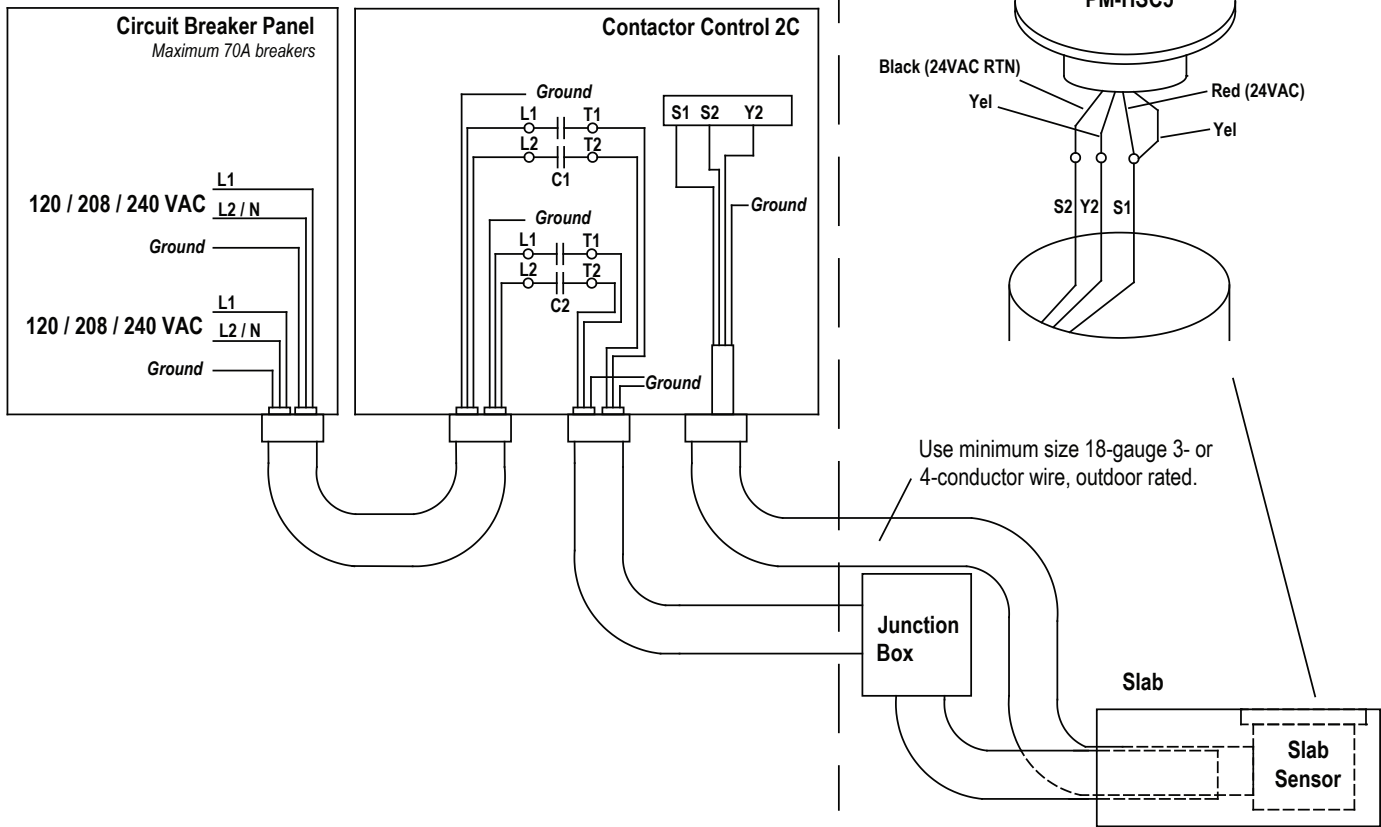 Circuit Breaker Panel
Maximum 70A breakers
120 / 208 / 240 VAC
L1
L2 / N
Ground
120 / 208 / 240 VAC
L1
L2 / N
Ground
Contactor Control 2C
Ground
L1
T1
L2
T2
C1
Ground
L1
T1
L2
T2
C2
S1 S2 Y2
Ground
Ground
PM-HSC5
Black (24VAC RTN)
Yel
Red (24VAC)
Yel
S2 Y2 S1
Use minimum size 18-gauge 3- or
4-conductor wire, outdoor rated.
Junction
Box
Slab
Slab
Sensor